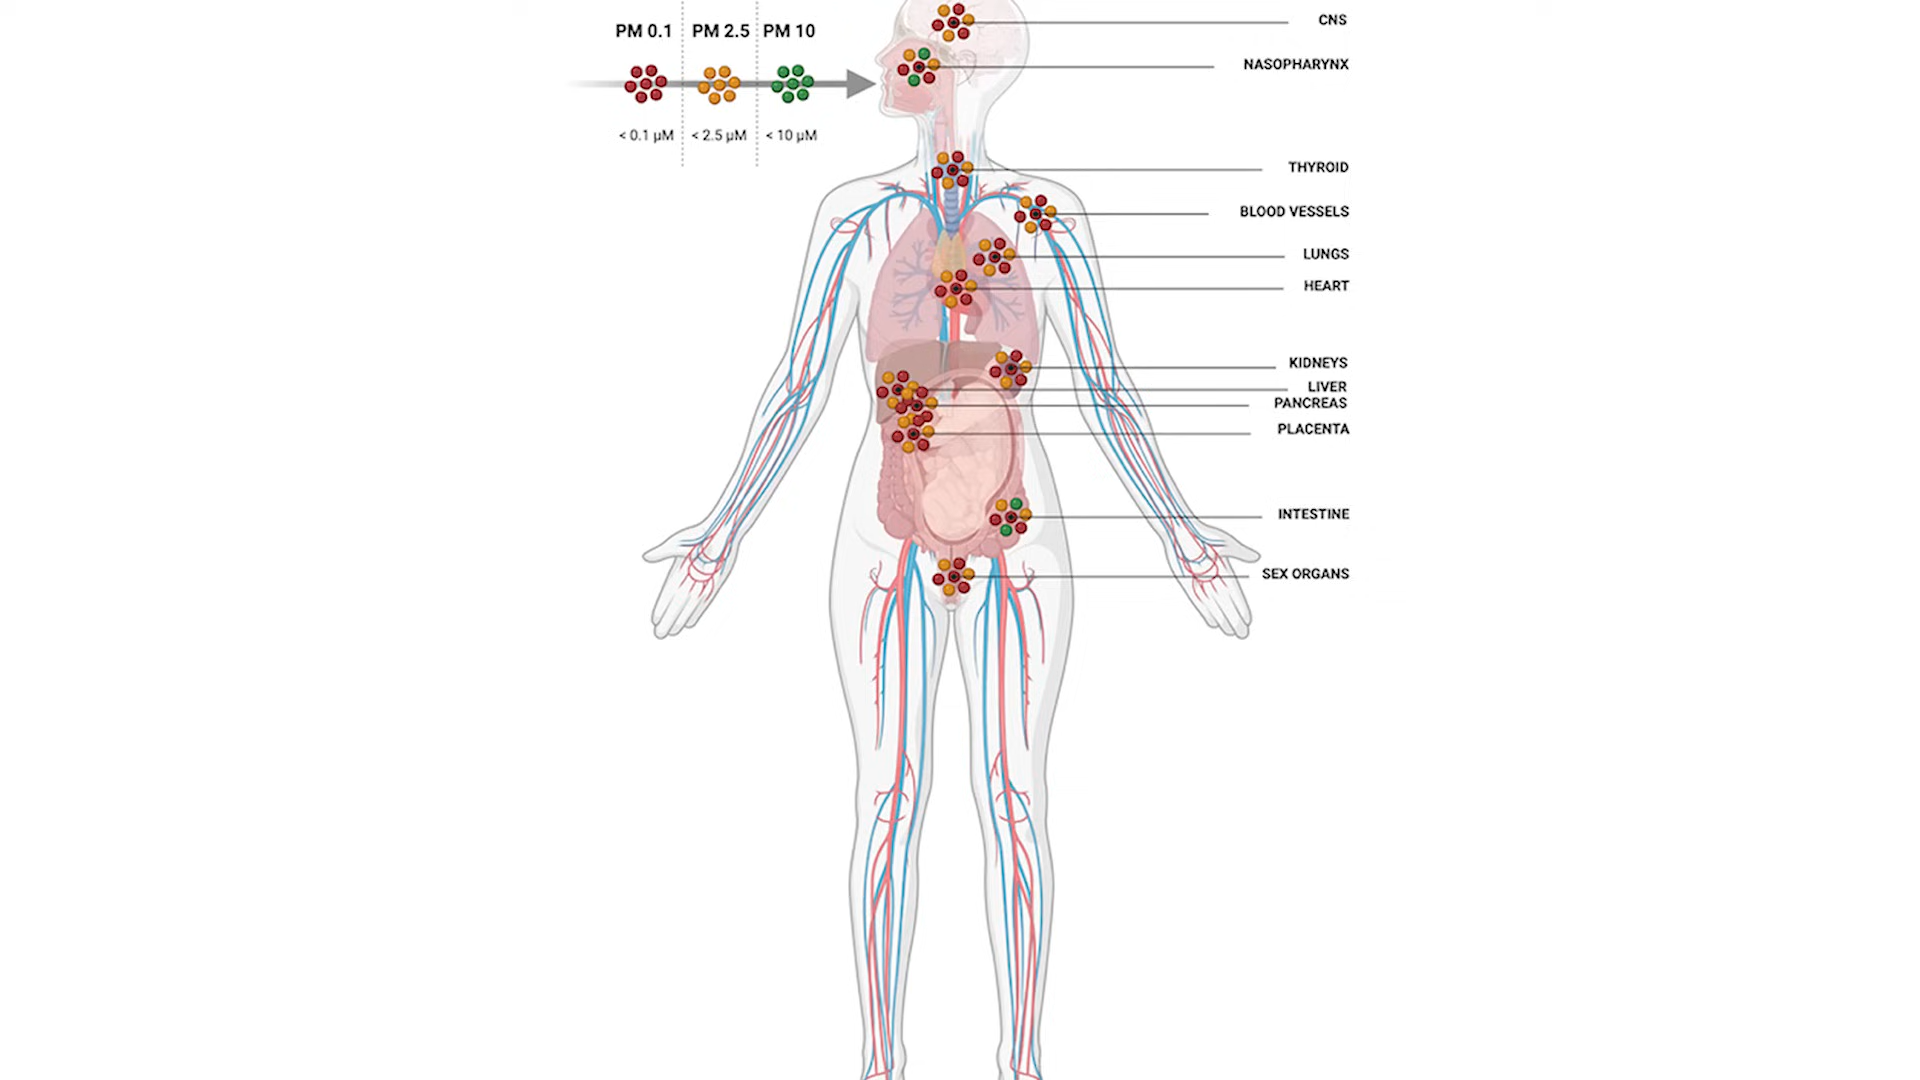 PM 0.1 PM 2.5 PM 10
< 0.1 µM < 2.5 µM < 10 µM
CNS
NASOPHARYNX
THYROID
BLOOD VESSELS
LUNGS
HEART
KIDNEYS
LIVER
PANCREAS
PLACENTA
INTESTINE
SEX ORGANS